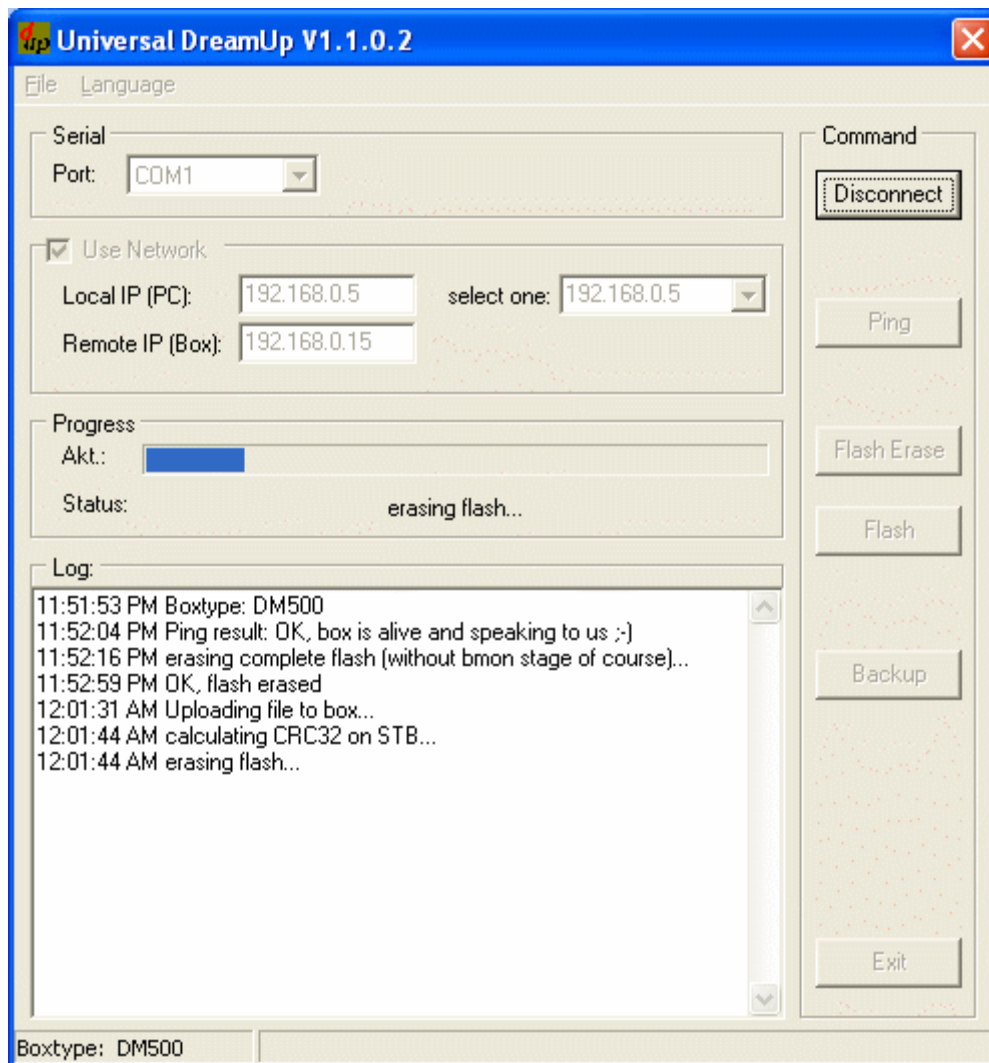 up Universal DreamUp V1.1.0.2
File Language
Serial
Port: COM1
Use Network
Local IP (PC): 192.168.0.5 select one: 192.168.0.5
Remote IP (Box): 192.168.0.15
Progress
Akt.:
Status: erasing flash...
Log:
11:51:53 PM Boxtype: DM500
11:52:04 PM Ping result: OK, box is alive and speaking to us ;-)
11:52:16 PM erasing complete flash (without bmon stage of course)...
11:52:59 PM OK, flash erased
12:01:31 AM Uploading file to box...
12:01:44 AM calculating CRC32 on STB...
12:01:44 AM erasing flash...
Command
Disconnect
Ping
Flash Erase
Flash
Backup
Exit
Boxtype: DM500